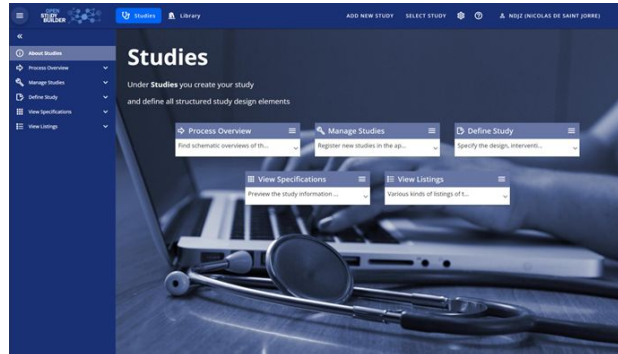 OPEN
STUDY
BUILDER
Studies
Library
ADD NEW STUDY
SELECT STUDY
NDJZ (NICOLAS DE SAINT JORRE)
About Studies
Process Overview
Manage Studies
Define Study
View Specifications
View Listings
Studies
Under Studies you create your study
and define all structured study design elements
Process Overview
Find schematic overviews of th...
Manage Studies
Register new studies in the ap...
Define Study
Specify the design, interventi...
View Specifications
Preview the study information ...
View Listings
Various kinds of listings of t...